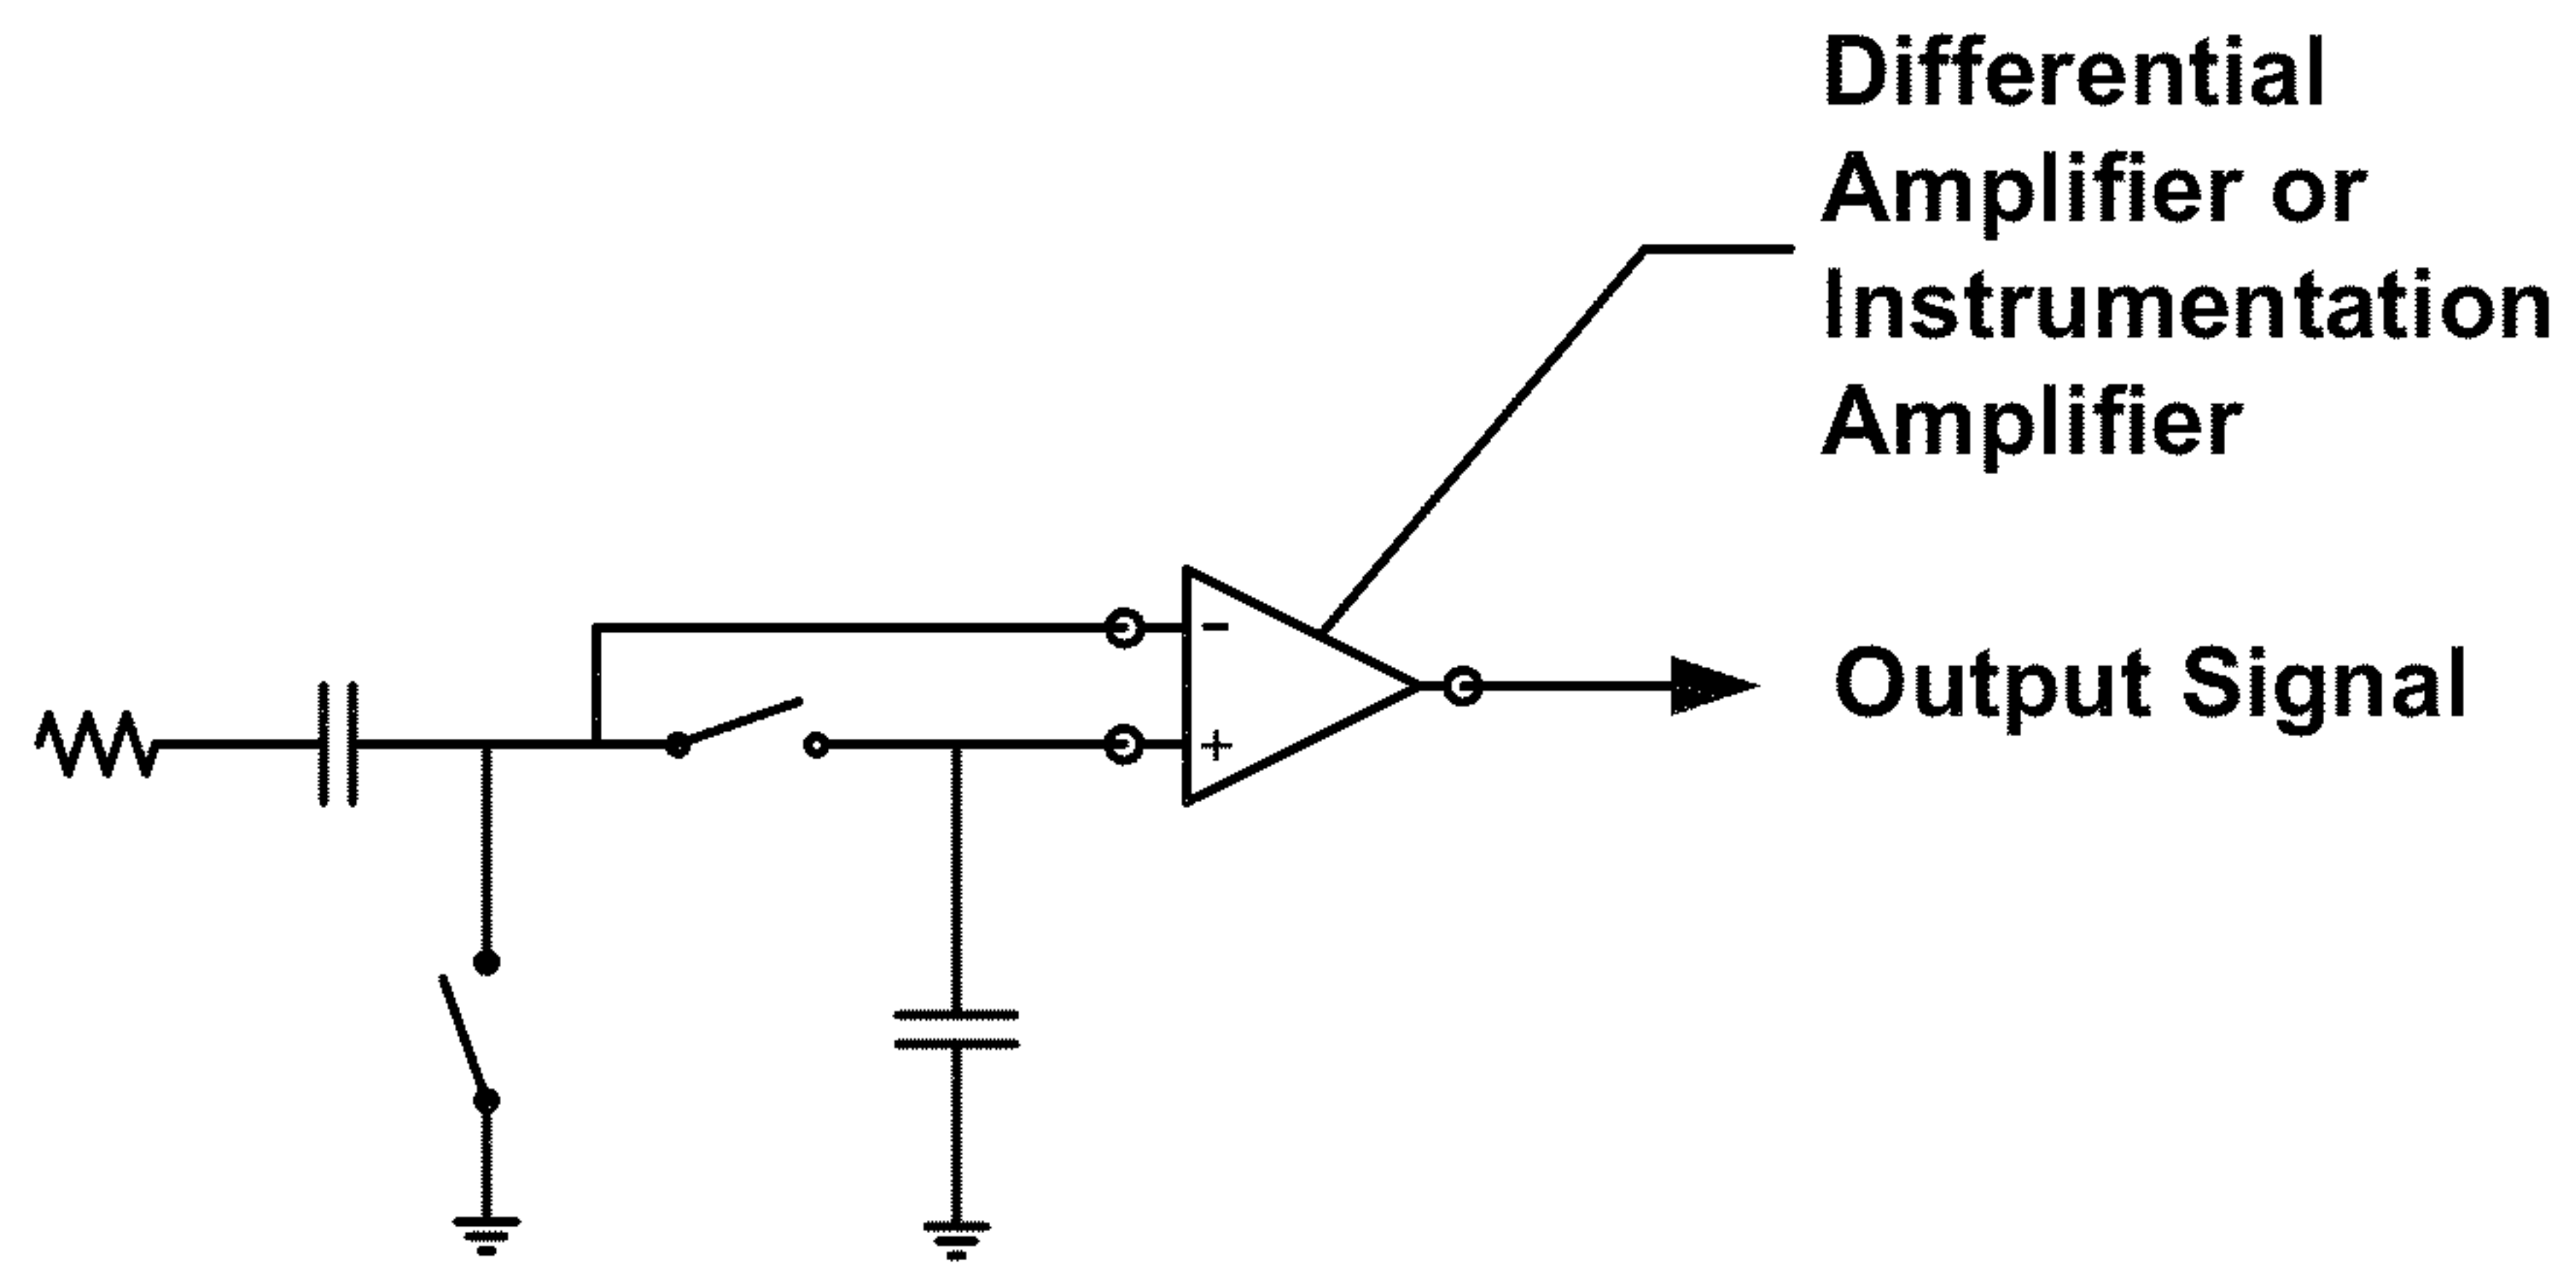 Differential
Amplifier or
Instrumentation
Amplifier
-
+
Output Signal